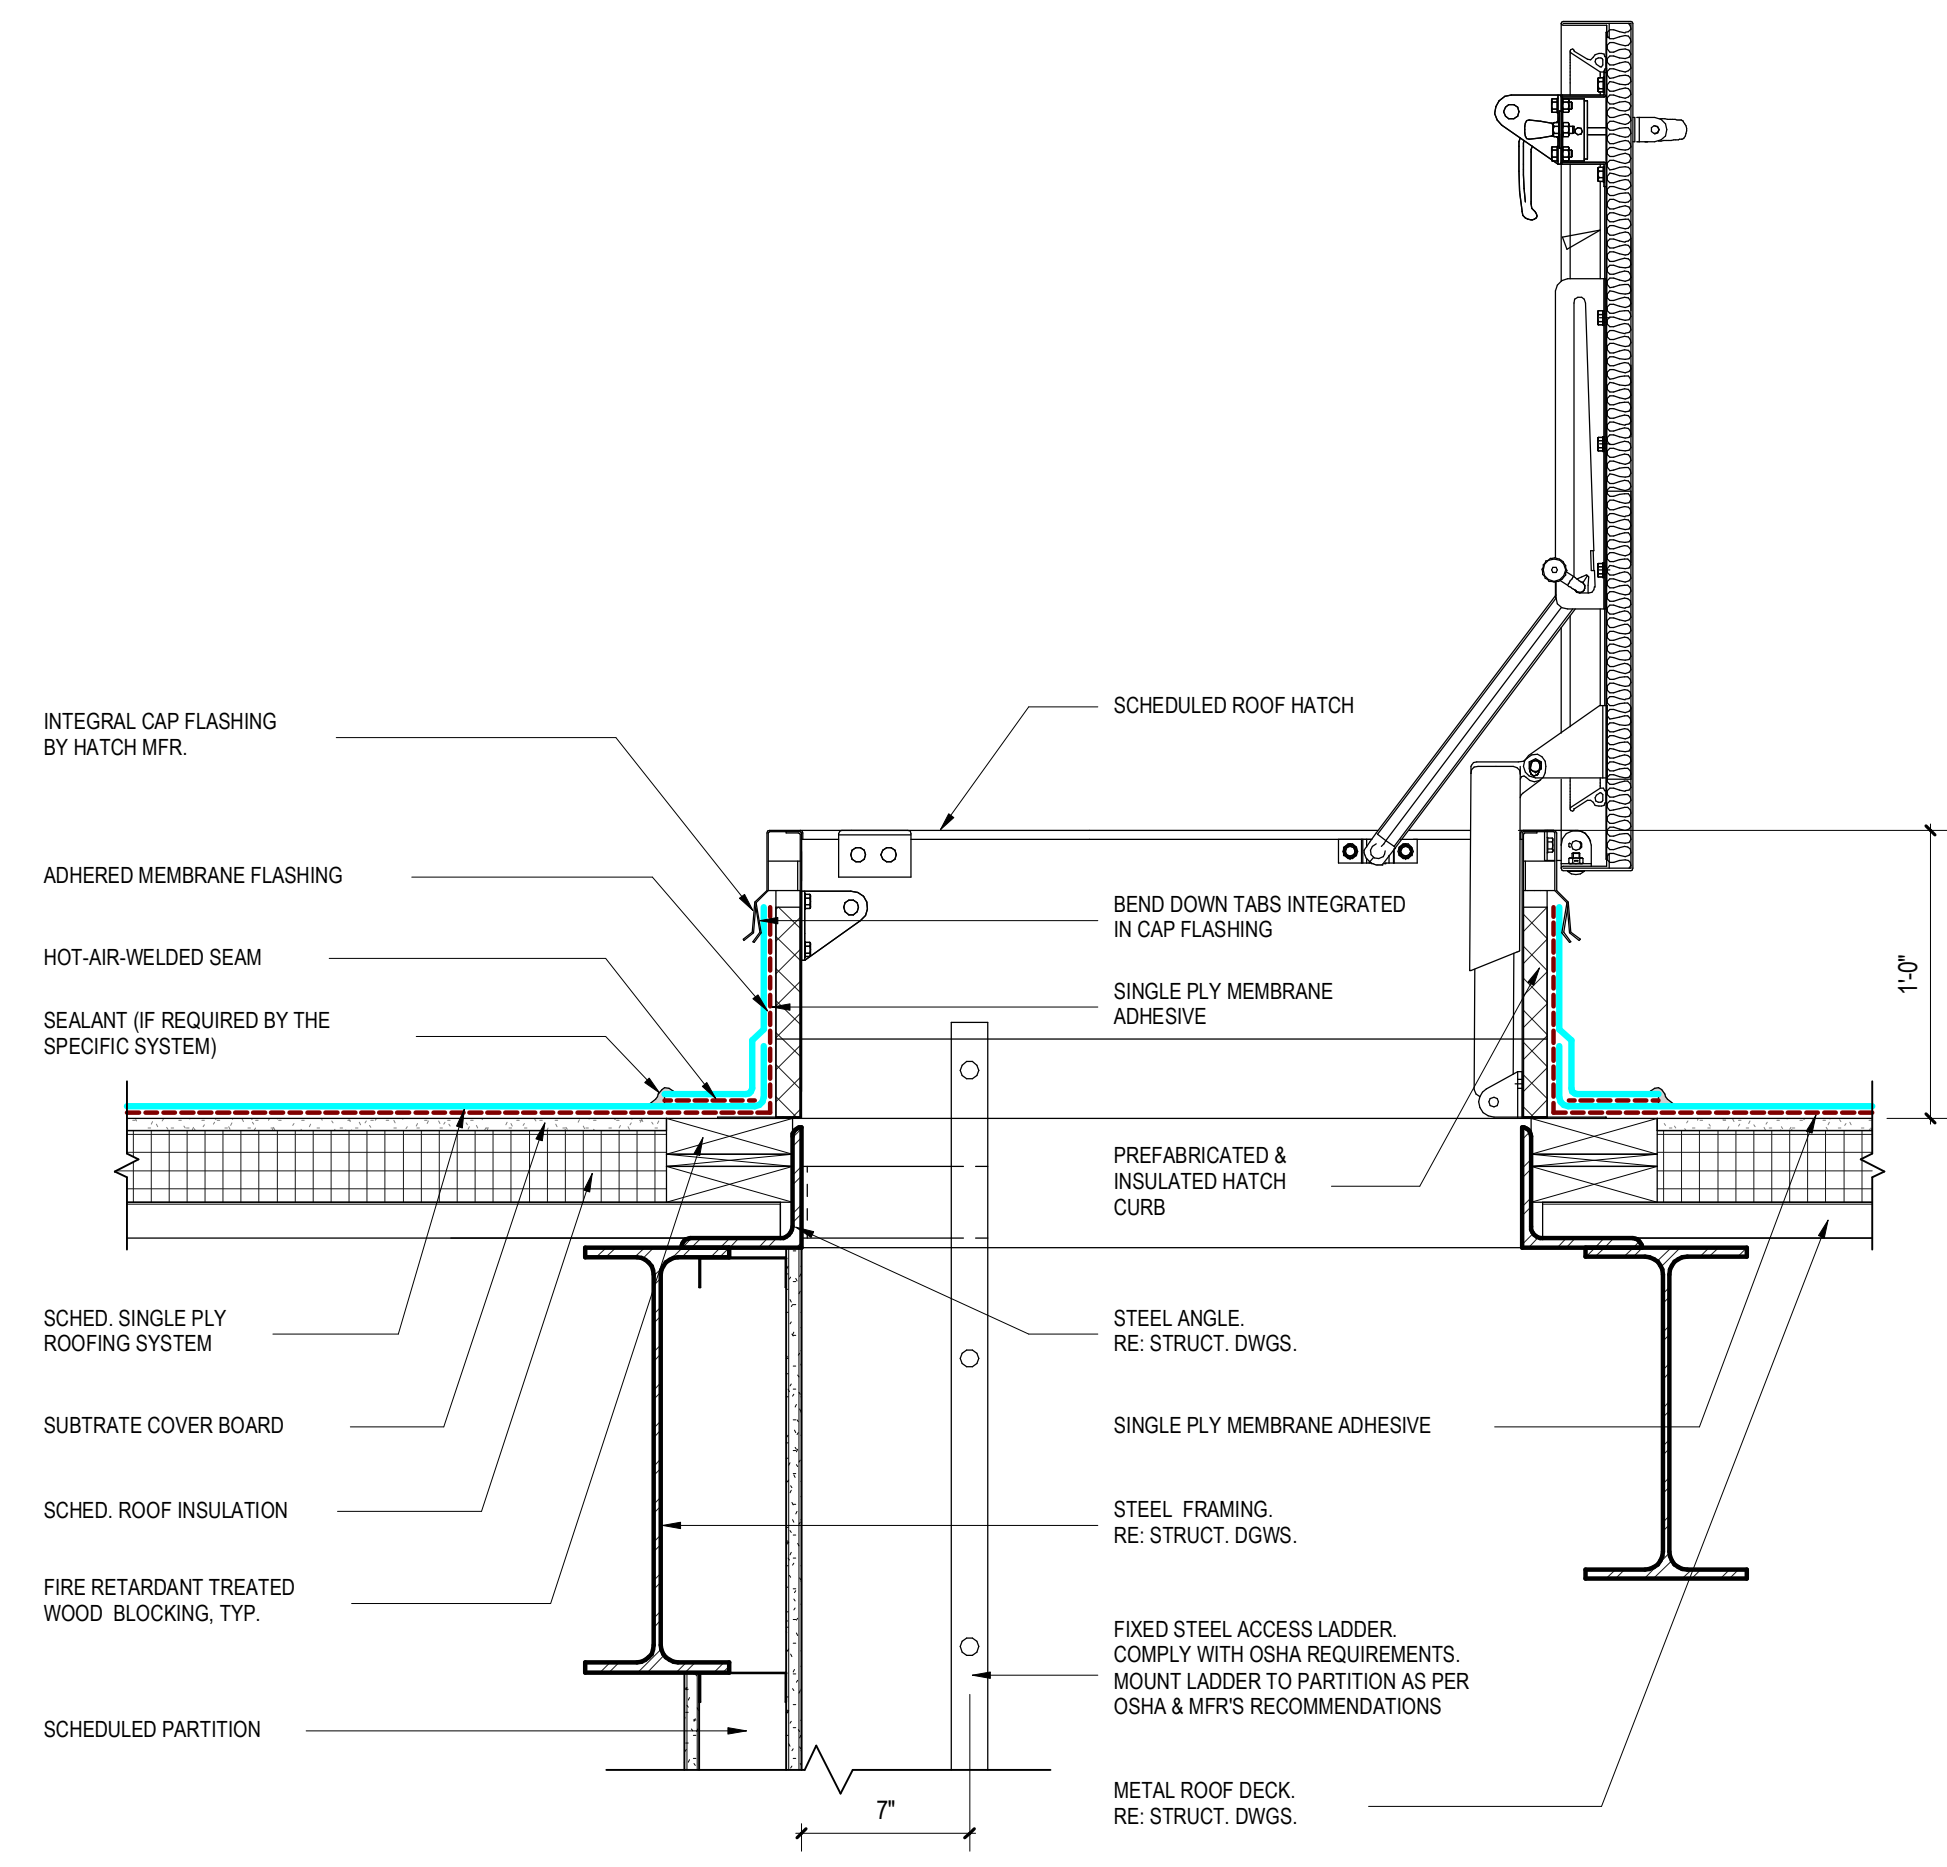 INTEGRAL CAP FLASHING
BY HATCH MFR.
ADHERED MEMBRANE FLASHING
HOT-AIR-WELDED SEAM
SEALANT (IF REQUIRED BY THE
SPECIFIC SYSTEM)
SCHED. SINGLE PLY
ROOFING SYSTEM
SUBTRATE COVER BOARD
SCHED. ROOF INSULATION
FIRE RETARDANT TREATED
WOOD  BLOCKING, TYP.
SCHEDULED PARTITION
SCHEDULED ROOF HATCH
BEND DOWN TABS INTEGRATED
IN CAP FLASHING
SINGLE PLY MEMBRANE
ADHESIVE
PREFABRICATED &
INSULATED HATCH
CURB
STEEL ANGLE.
RE: STRUCT. DWGS.
SINGLE PLY MEMBRANE ADHESIVE
STEEL  FRAMING.
RE: STRUCT. DGWS.
FIXED STEEL ACCESS LADDER.
COMPLY WITH OSHA REQUIREMENTS.
MOUNT LADDER TO PARTITION AS PER
OSHA & MFR'S RECOMMENDATIONS
METAL ROOF DECK.
RE: STRUCT. DWGS.
7"
1'-0"